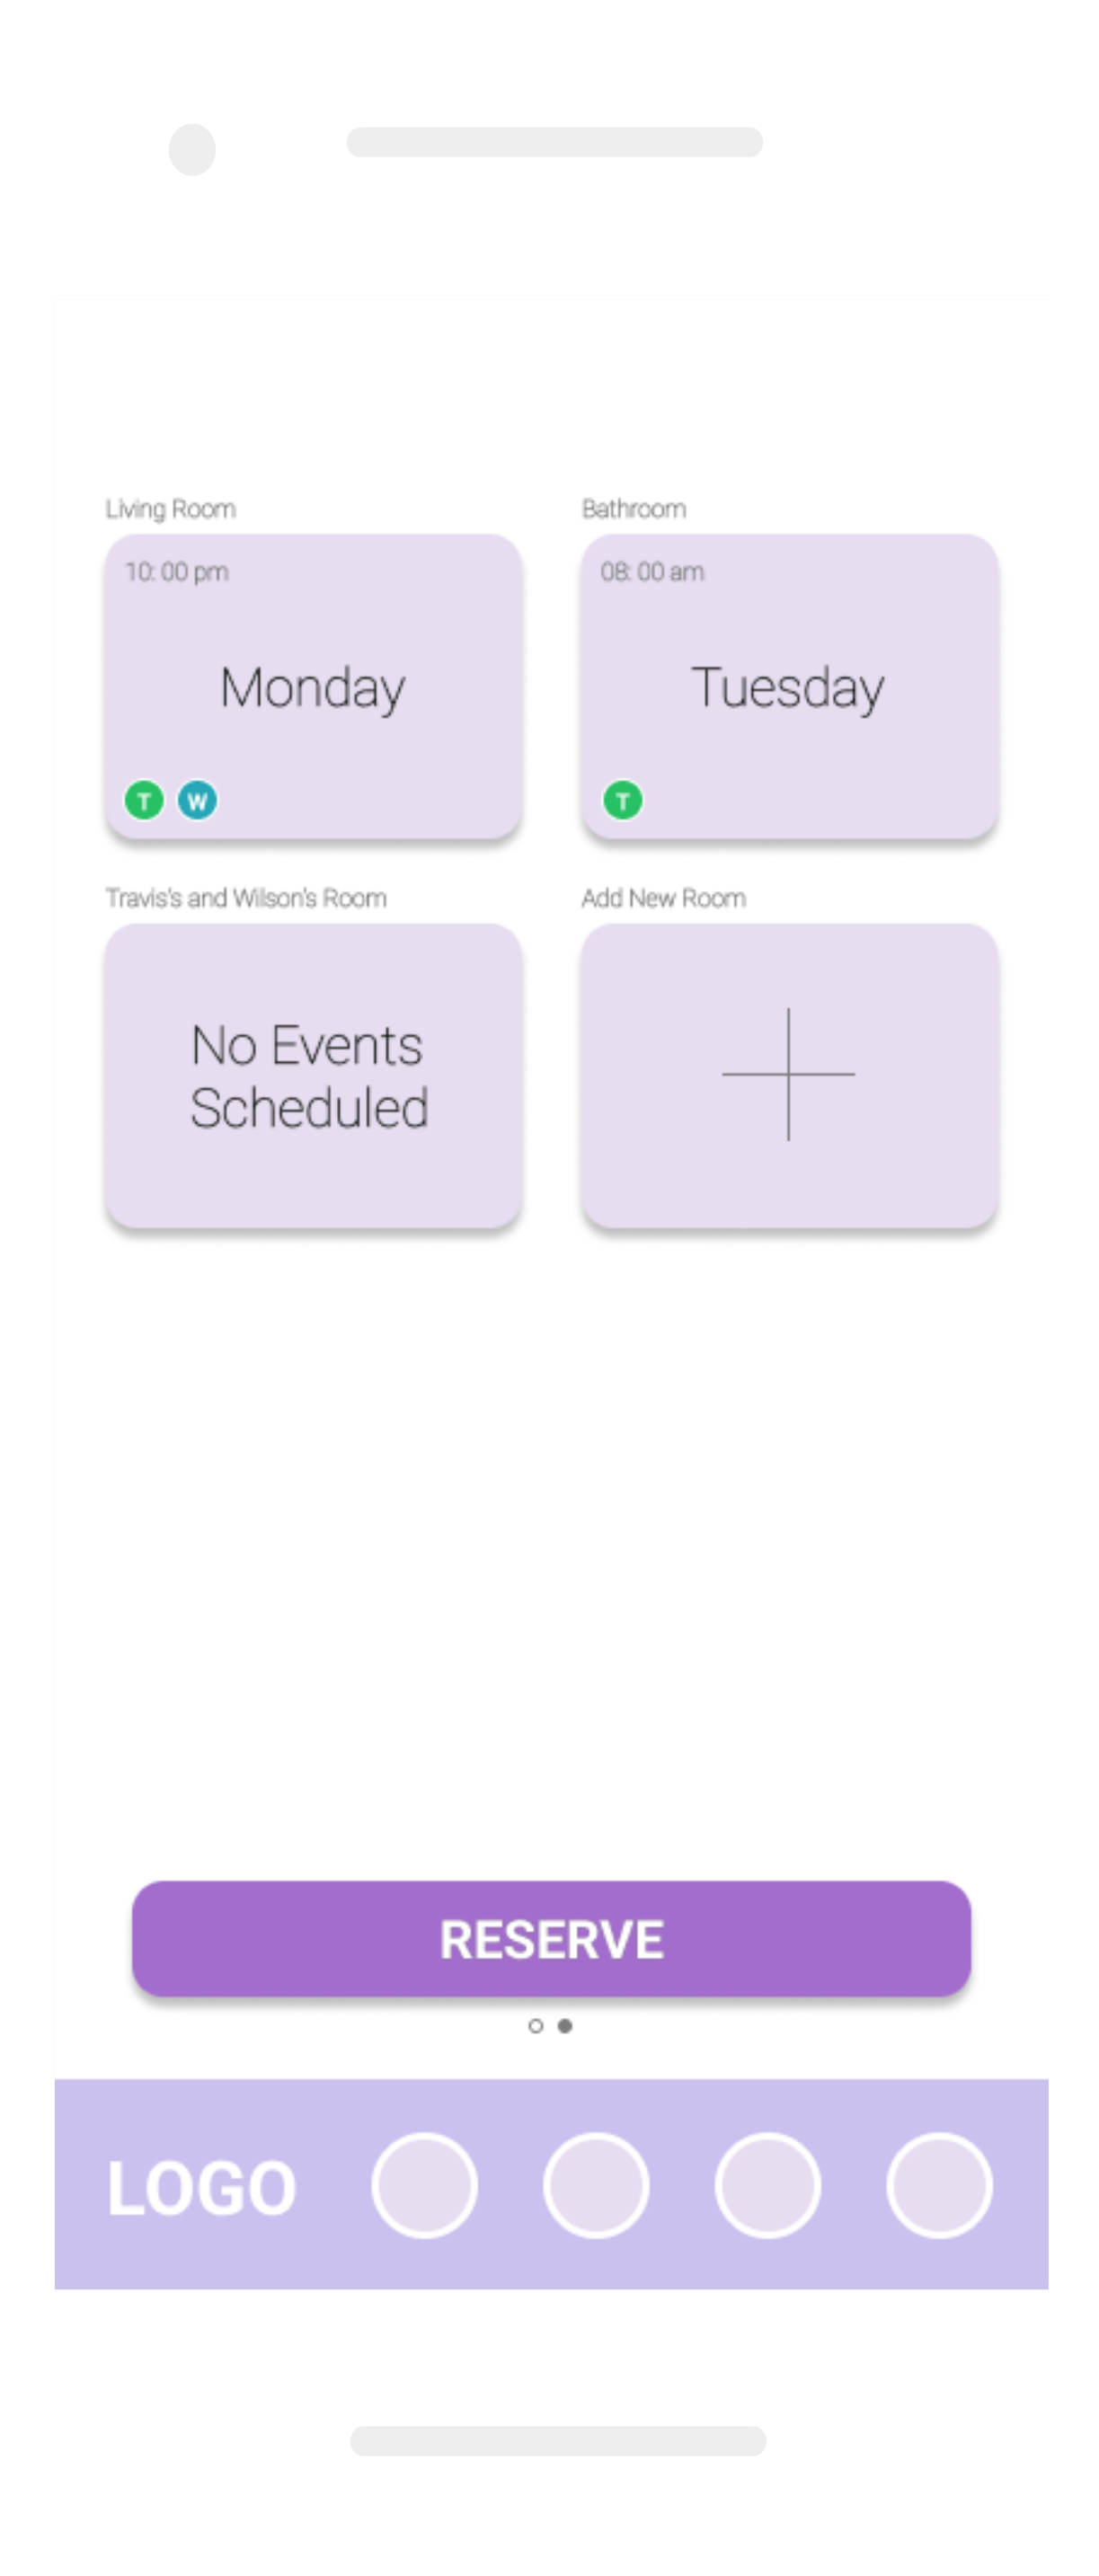 Living Room
Bathroom
10: 00 pm
08: 00 am
Monday
Tuesday
T W
T
Travis's and Wilson's Room
Add New Room
No Events
Scheduled
RESERVE
LOGO